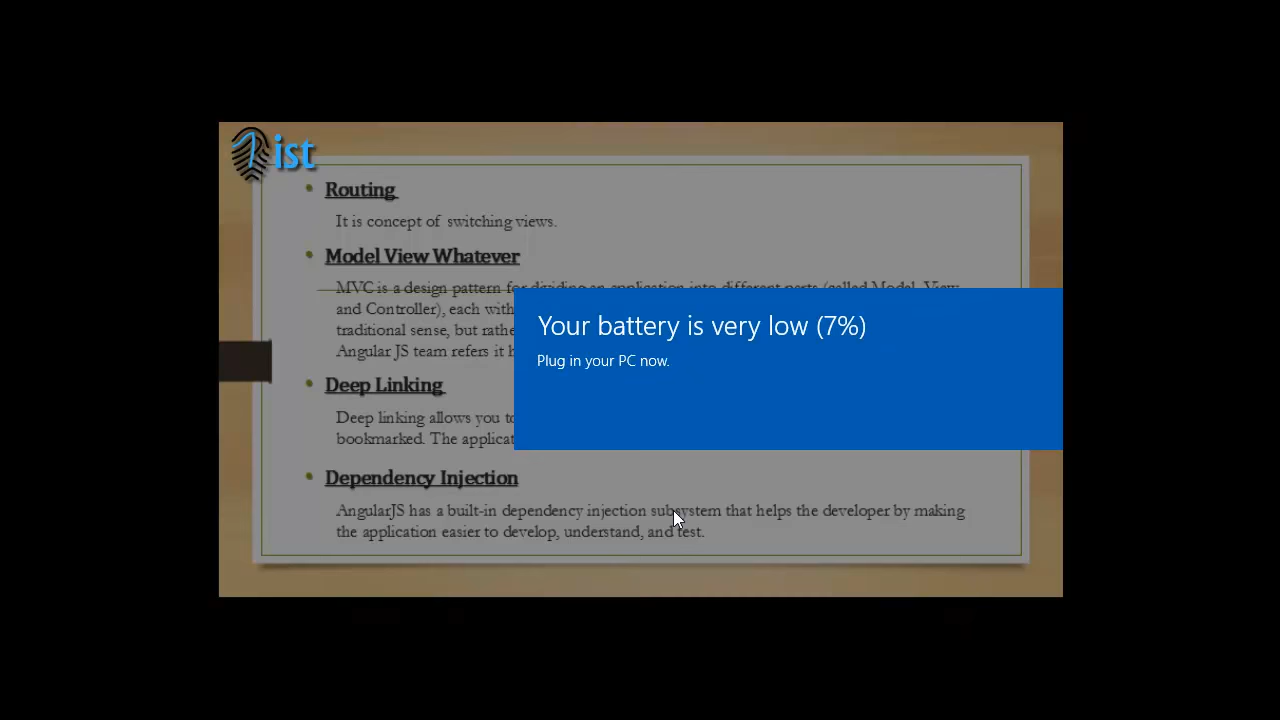 ist
Routing
It is concept of switching views.
Model View Whatever
MVC is a design pattern for dividing an application into different parts (called Model, View
and Controller), each with
traditional sense, but rathe
Angular JS team refers it h
Deep Linking
Deep linking allows you to
bookmarked. The applicat
Dependency Injection
AngularJS has a built-in dependency injection subsystem that helps the developer by making
the application easier to develop, understand, and test.
Your battery is very low (7%)
Plug in your PC now.